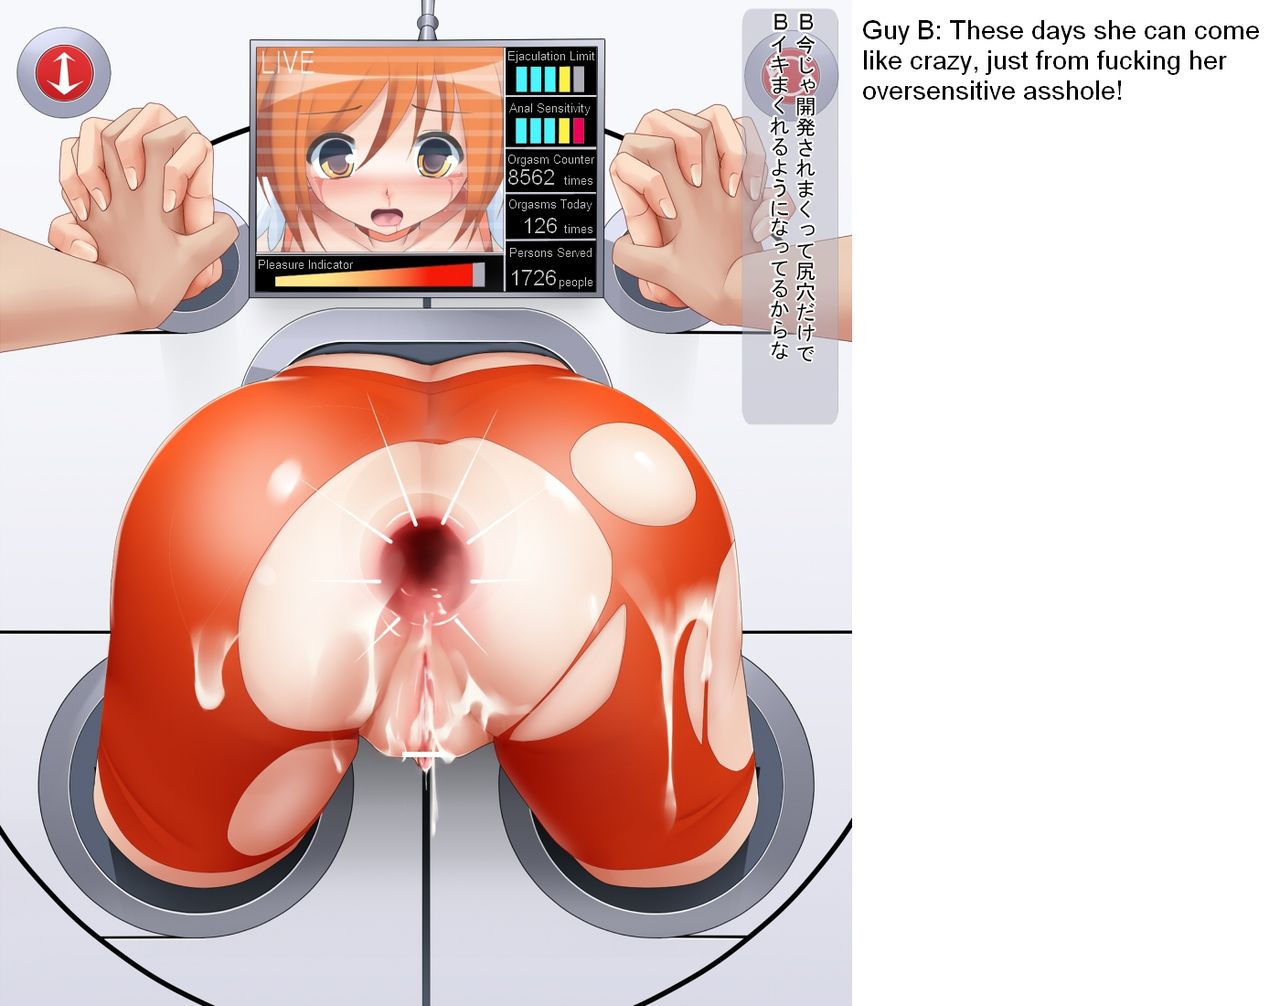 LIVE
Ejaculation Limit
Anal Sensitivity
Orgasm Counter
8562 times
Orgasms Today
126 times
Persons Served
1726 people
Pleasure Indicator
B今じゃ開発されまくって尻穴だけで
Bイキまくれるようになってるからな
Guy B: These days she can come
like crazy, just from fucking her
oversensitive asshole!